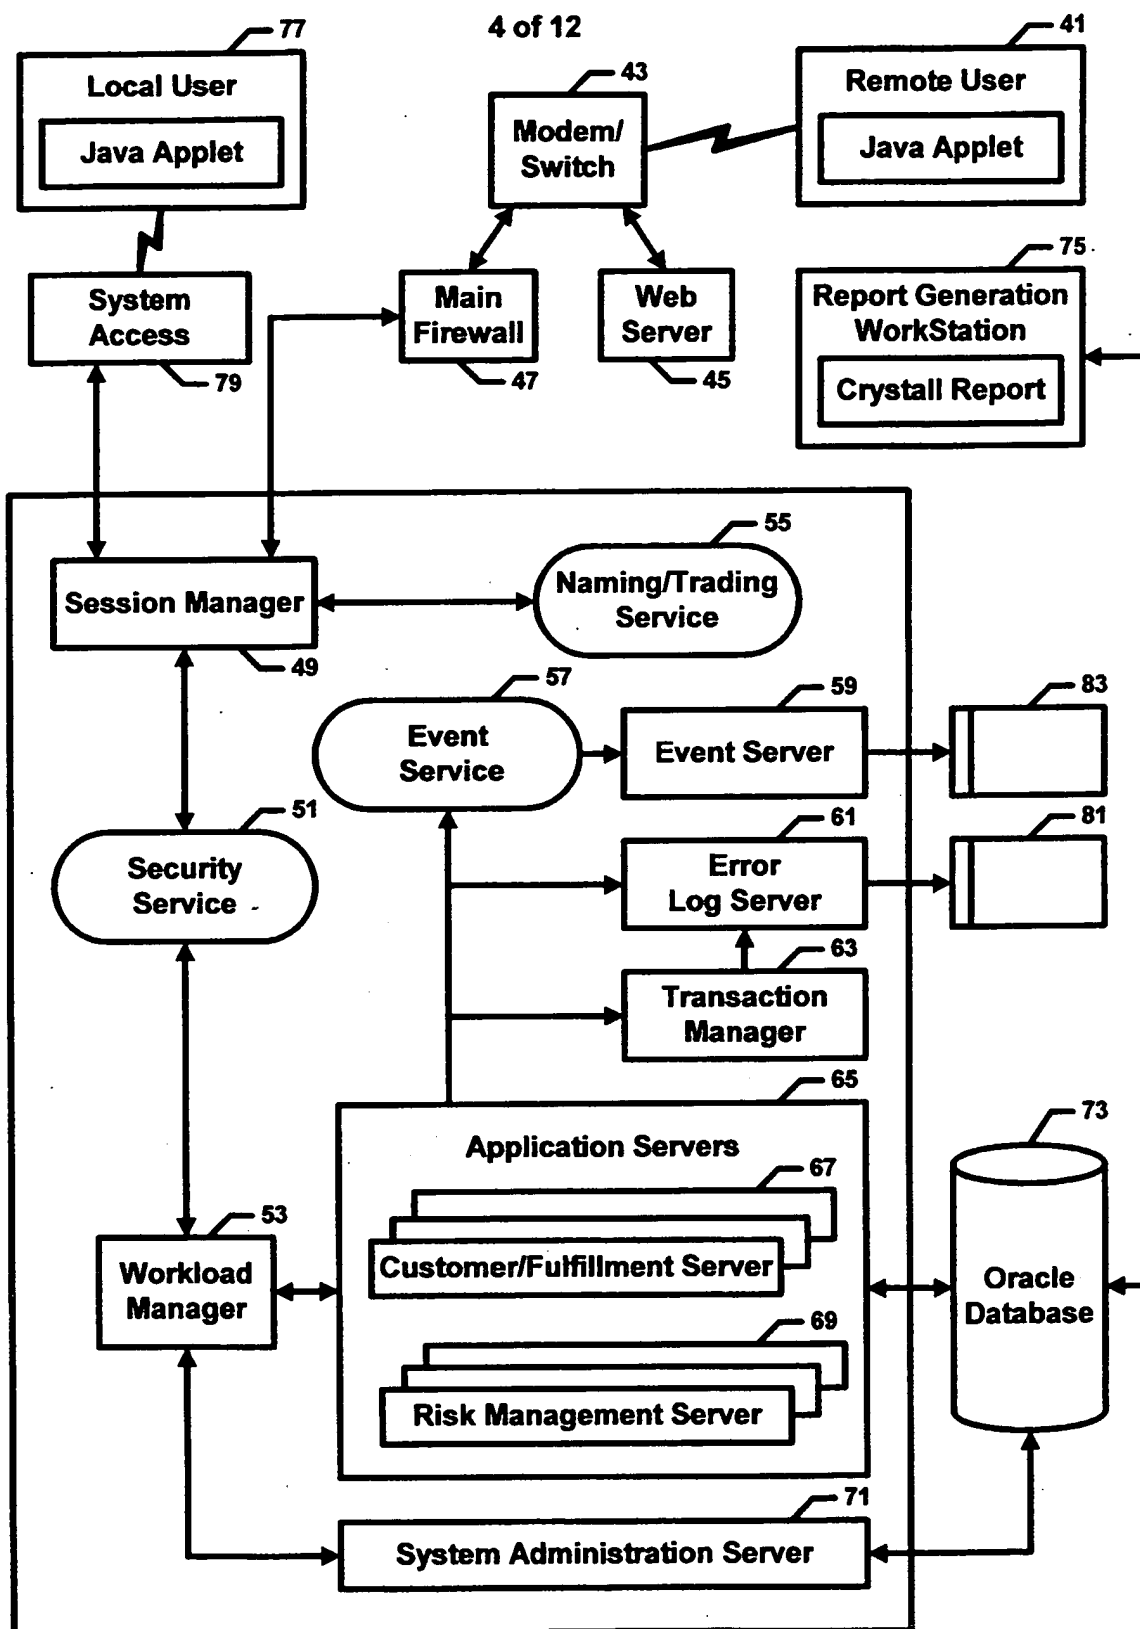 77
4 of 12
41
Local User
Java Applet
43
Modem/
Switch
Remote User
Java Applet
System
Access
79
Main
Firewall
47
Web
Server
45
75
Report Generation
WorkStation
Crystall Report
55
Session Manager
49
Naming/Trading
Service
57
Event
Service
59
Event Server
83
51
Security
Service
61
Error
Log Server
81
63
Transaction
Manager
65
Application Servers
67
Customer/Fulfillment Server
69
Risk Management Server
53
Workload
Manager
73
Oracle
Database
71
System Administration Server